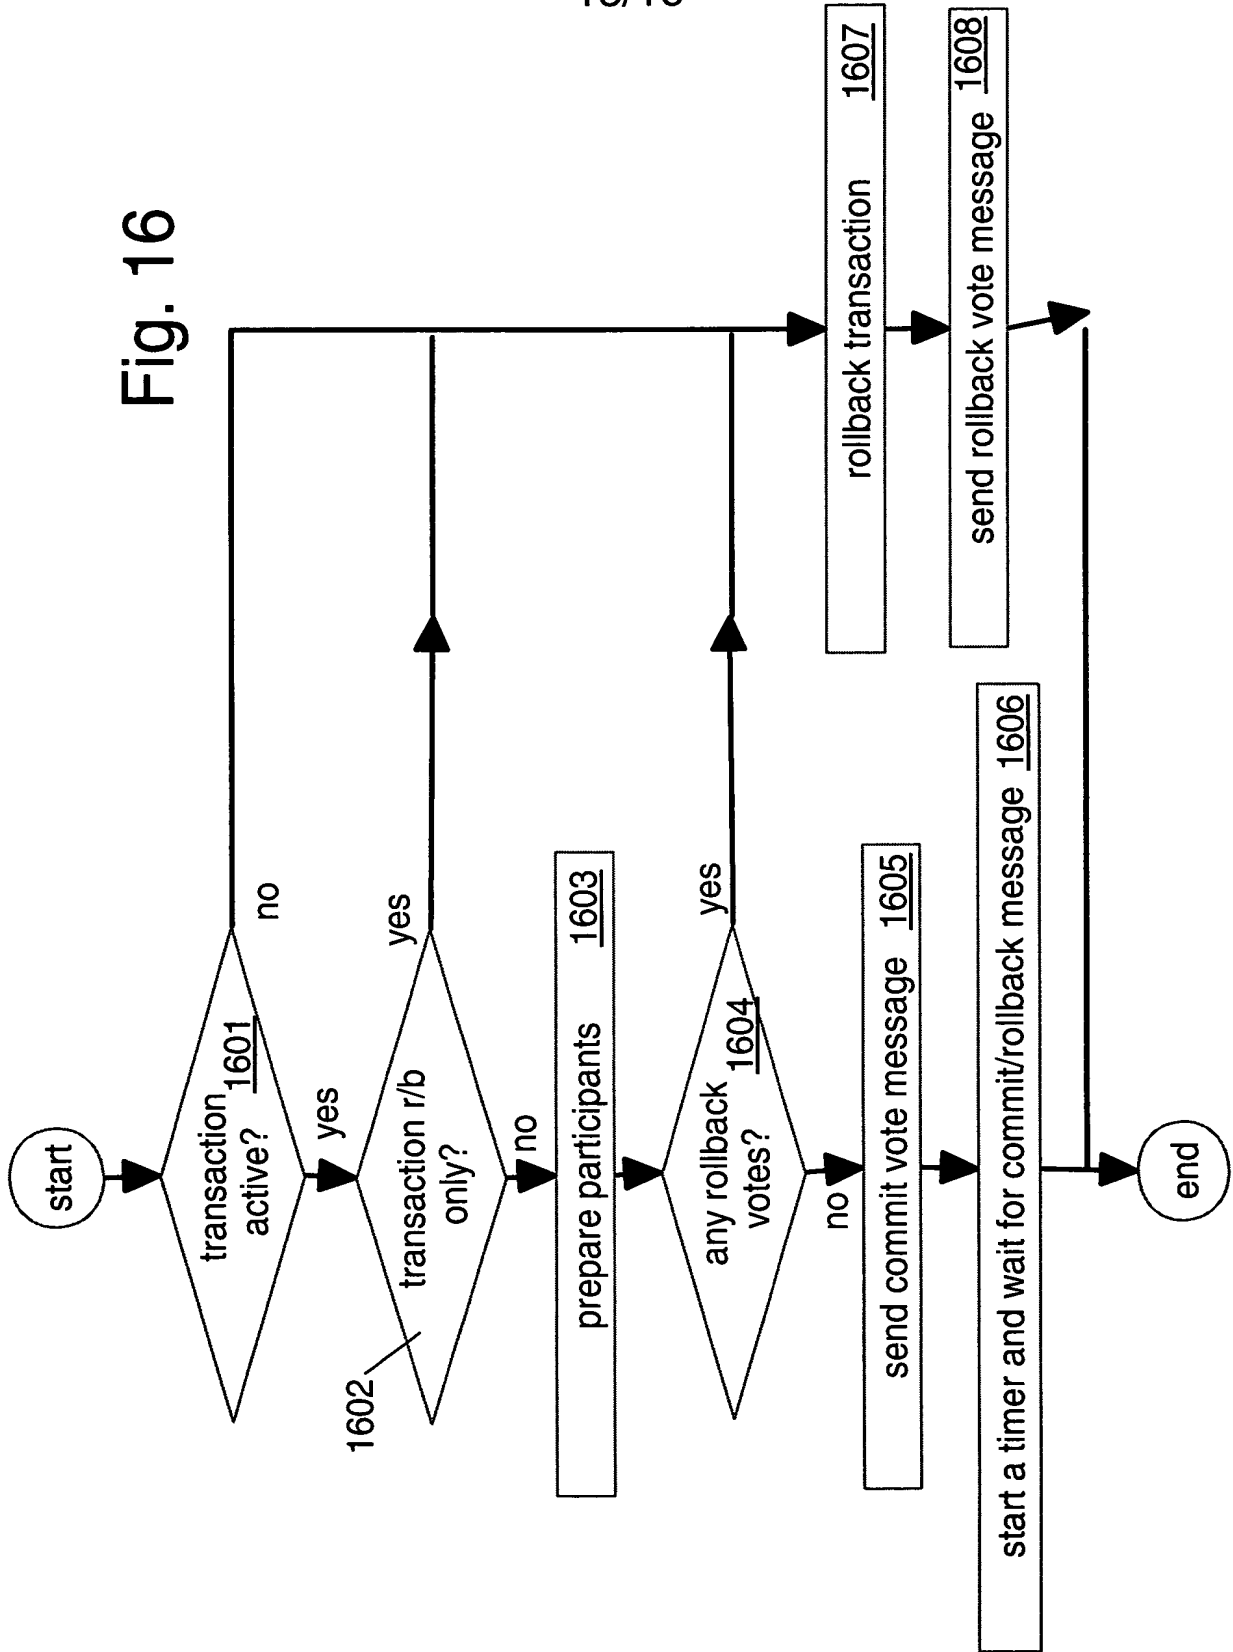 Fig. 16
start
transaction
active?
1601
no
yes
transaction r/b
only?
1602
yes
no
prepare participants 1603
any rollback
votes?
1604
yes
no
send commit vote message 1605
start a timer and wait for commit/rollback message 1606
rollback transaction 1607
send rollback vote message 1608
end